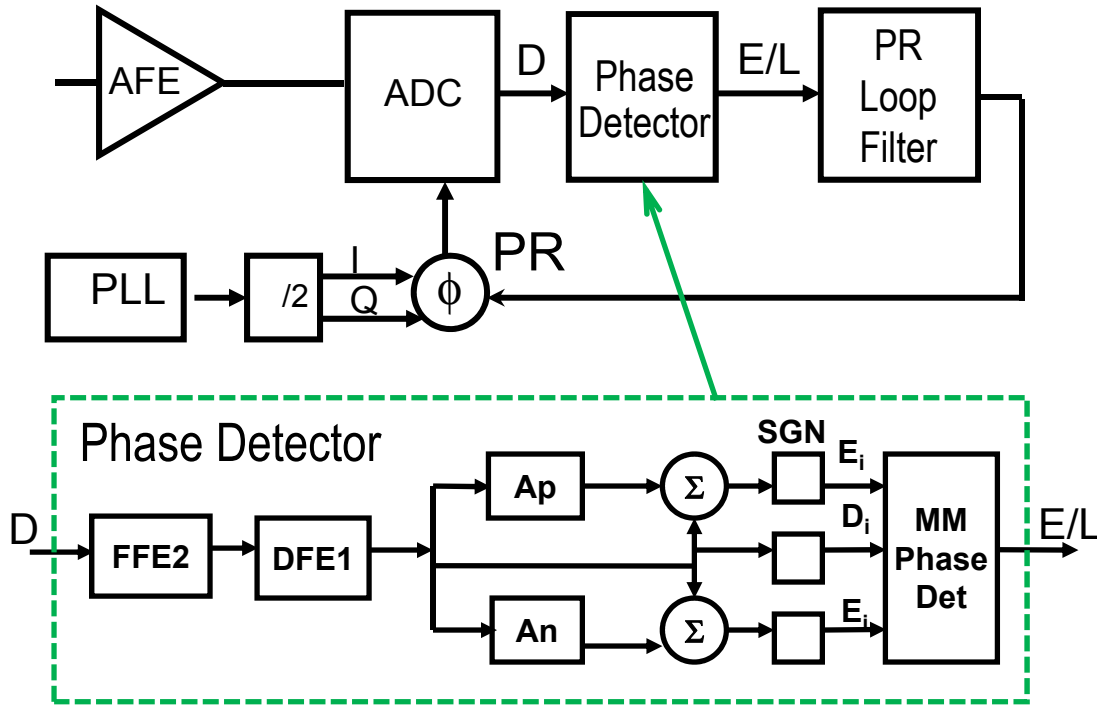 AFE
ADC
D
Phase
Detector
E/L
PR
Loop
Filter
PLL
/2
I
Q
ϕ
PR
Phase Detector
D
FFE2
DFE1
Ap
An
Σ
Σ
SGN
Eᵢ
Dᵢ
Eᵢ
MM
Phase
Det
E/L